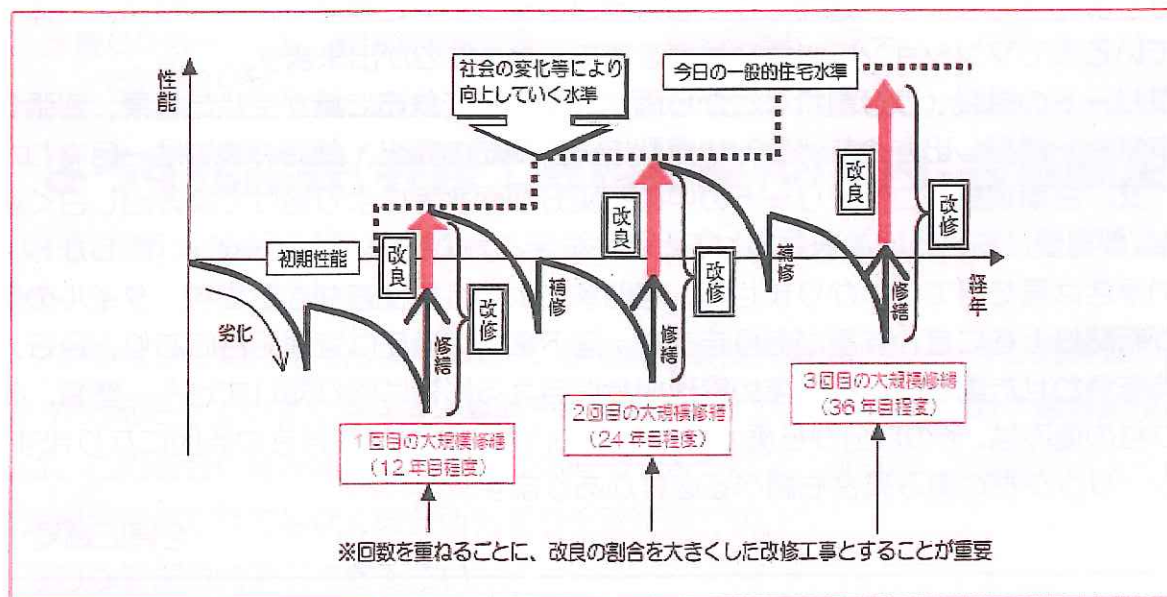 性能
社会の変化等により
向上していく水準
今日の一般的住宅水準
初期性能
劣化
改良
改修
修繕
補修
改良
改修
修繕
補修
改良
改修
修繕
経年
1回目の大規模修繕
(12年目程度)
2回目の大規模修繕
(24年目程度)
3回目の大規模修繕
(36年目程度)
※回数を重ねるごとに、改良の割合を大きくした改修工事とすることが重要